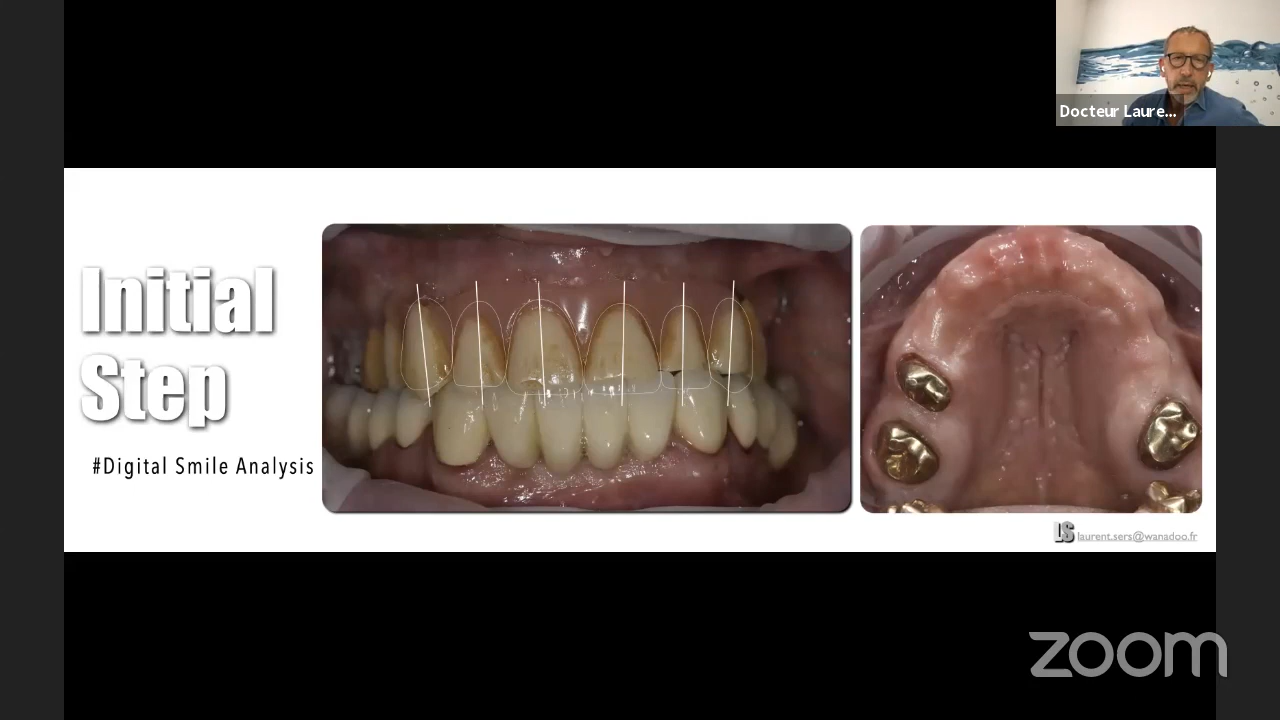 Docteur Laure...
Initial
Step
#Digital Smile Analysis
LS laurent.sers@wanadoo.fr
zoom